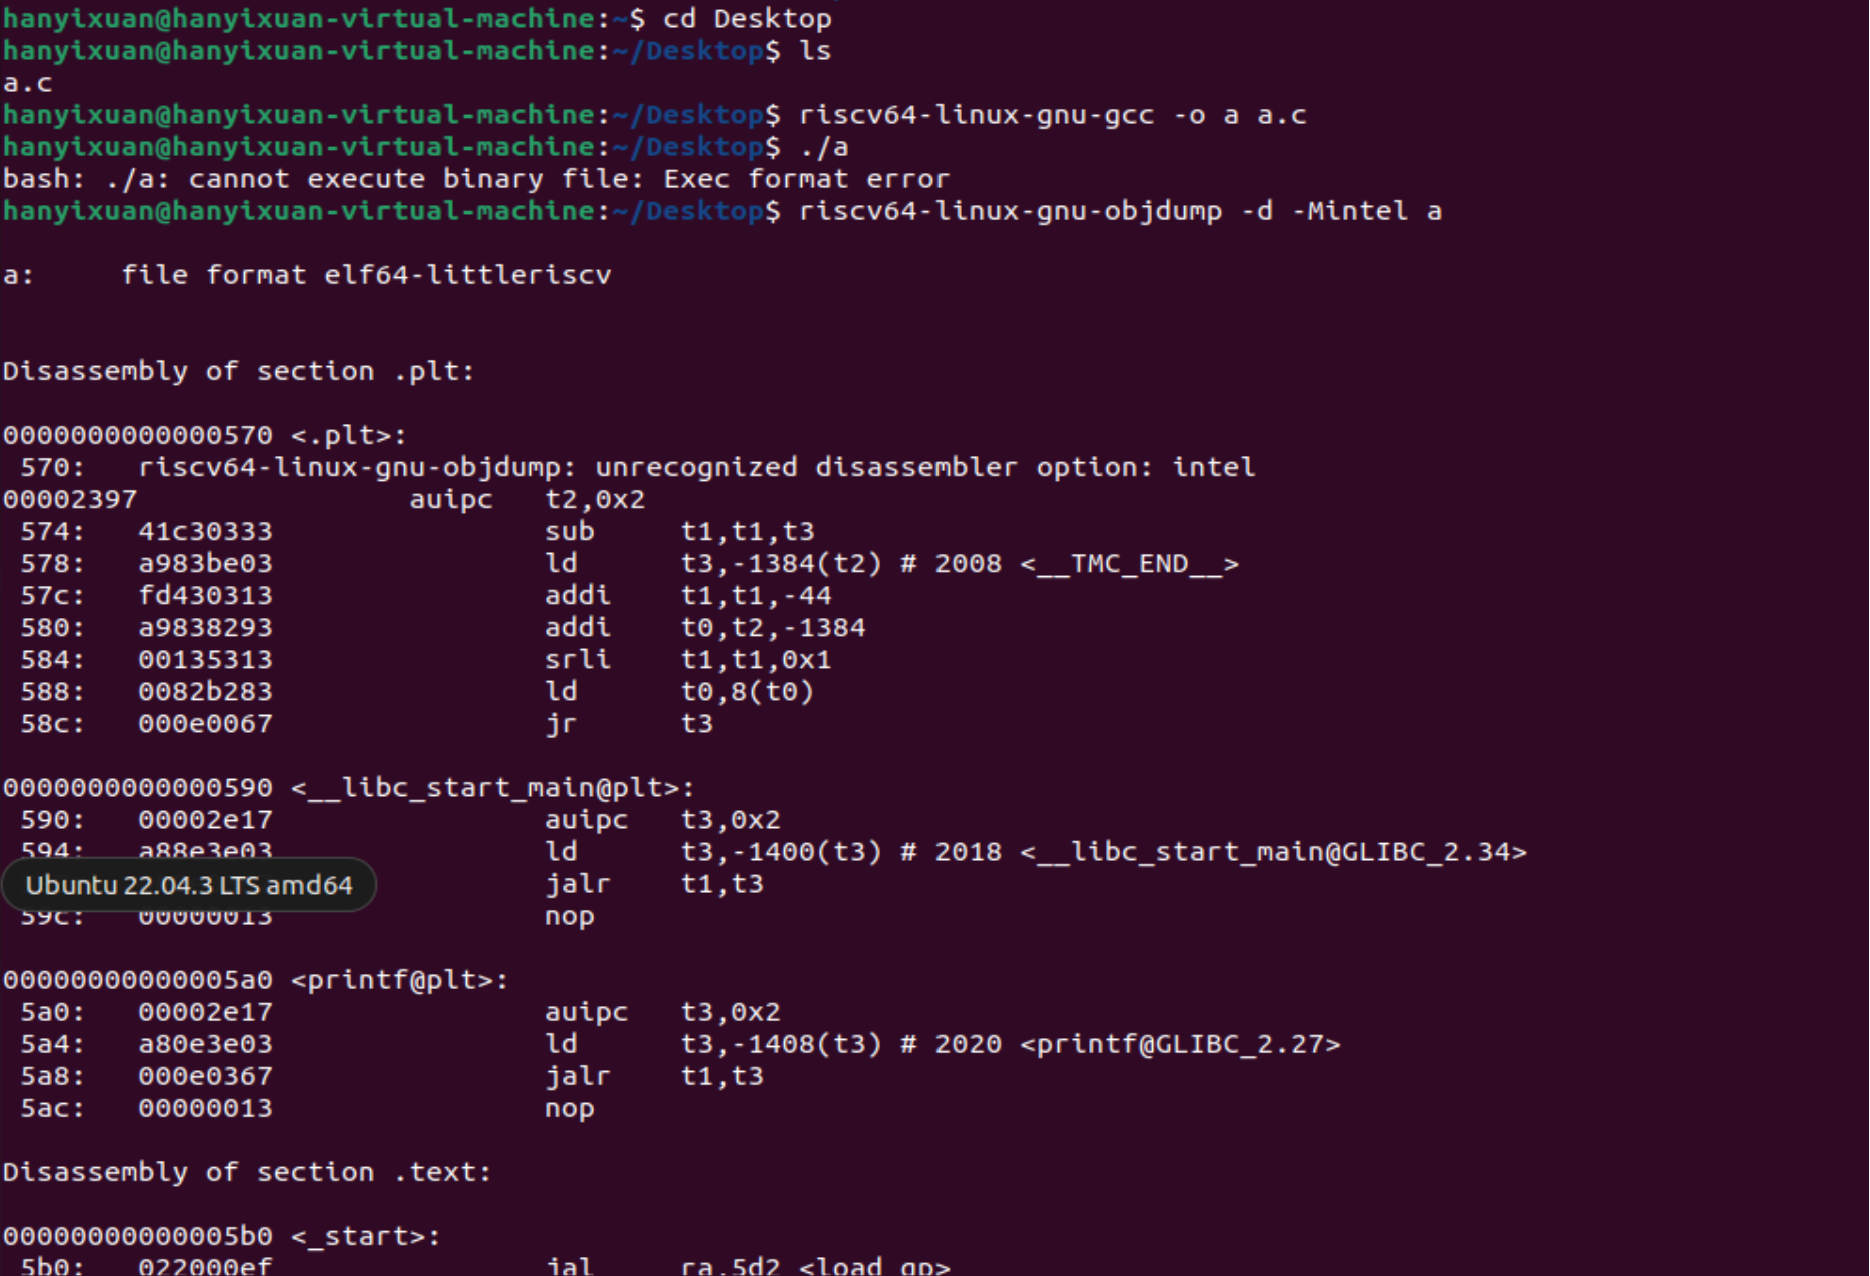 hanyixuan@hanyixuan-virtual-machine:~$ cd Desktop
hanyixuan@hanyixuan-virtual-machine:~/Desktop$ ls
a.c
hanyixuan@hanyixuan-virtual-machine:~/Desktop$ riscv64-linux-gnu-gcc -o a a.c
hanyixuan@hanyixuan-virtual-machine:~/Desktop$ ./a
bash: ./a: cannot execute binary file: Exec format error
hanyixuan@hanyixuan-virtual-machine:~/Desktop$ riscv64-linux-gnu-objdump -d -Mintel a
a:     file format elf64-littleriscv
Disassembly of section .plt:
0000000000000570 <.plt>:
 570:   riscv64-linux-gnu-objdump: unrecognized disassembler option: intel
00002397                auipc   t2,0x2
 574:   41c30333                sub     t1,t1,t3
 578:   a983be03                ld      t3,-1384(t2) # 2008 <__TMC_END__>
 57c:   fd430313                addi    t1,t1,-44
 580:   a9838293                addi    t0,t2,-1384
 584:   00135313                srli    t1,t1,0x1
 588:   0082b283                ld      t0,8(t0)
 58c:   000e0067                jr      t3
0000000000000590 <__libc_start_main@plt>:
 590:   00002e17                auipc   t3,0x2
 594:   a88e3e03                ld      t3,-1400(t3) # 2018 <__libc_start_main@GLIBC_2.34>
Ubuntu 22.04.3 LTS amd64                jalr    t1,t3
 59c:   00000013                nop
00000000000005a0 <printf@plt>:
 5a0:   00002e17                auipc   t3,0x2
 5a4:   a80e3e03                ld      t3,-1408(t3) # 2020 <printf@GLIBC_2.27>
 5a8:   000e0367                jalr    t1,t3
 5ac:   00000013                nop
Disassembly of section .text:
00000000000005b0 <_start>:
 5b0:   022000ef                jal     ra,5d2 <load_gp>